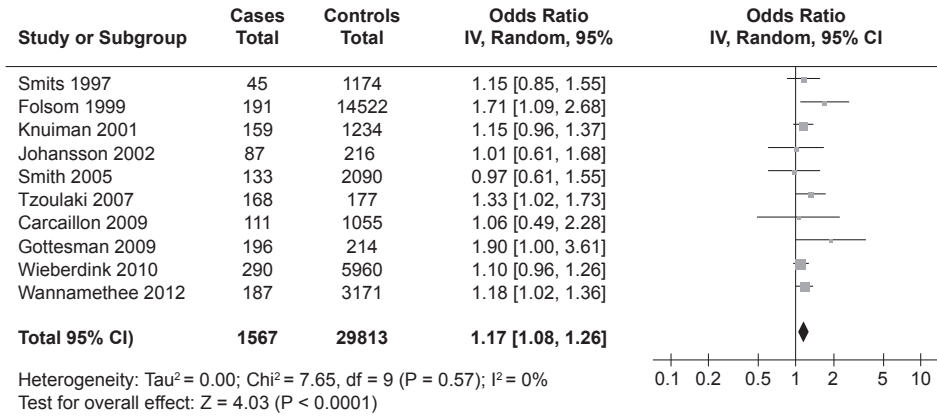 Cases Controls Odds Ratio Odds Ratio
Study or Subgroup Total Total IV, Random, 95% IV, Random, 95% CI
Smits 1997 45 1174 1.15 [0.85, 1.55]
Folsom 1999 191 14522 1.71 [1.09, 2.68]
Knuiman 2001 159 1234 1.15 [0.96, 1.37]
Johansson 2002 87 216 1.01 [0.61, 1.68]
Smith 2005 133 2090 0.97 [0.61, 1.55]
Tzoulaki 2007 168 177 1.33 [1.02, 1.73]
Carcaillon 2009 111 1055 1.06 [0.49, 2.28]
Gottesman 2009 196 214 1.90 [1.00, 3.61]
Wieberdink 2010 290 5960 1.10 [0.96, 1.26]
Wannamethee 2012 187 3171 1.18 [1.02, 1.36]
Total 95% CI) 1567 29813 1.17 [1.08, 1.26]
Heterogeneity: Tau² = 0.00; Chi² = 7.65, df = 9 (P = 0.57); I² = 0%
0.1 0.2 0.5 1 2 5 10
Test for overall effect: Z = 4.03 (P < 0.0001)